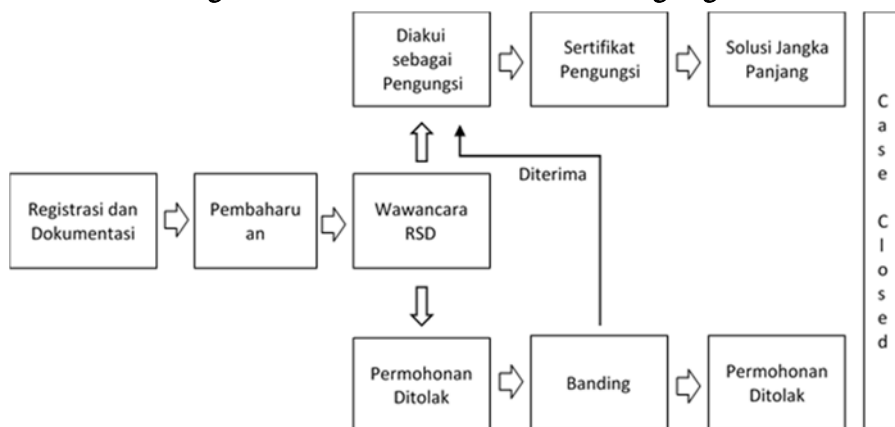 Diakui
sebagai
Pengungsi
Sertifikat
Pengungsi
Solusi Jangka
Panjang
Diterima
Registrasi dan
Dokumentasi
Pembaharu
an
Wawancara
RSD
Permohonan
Ditolak
Banding
Permohonan
Ditolak
C
a
s
e
C
l
o
s
e
d